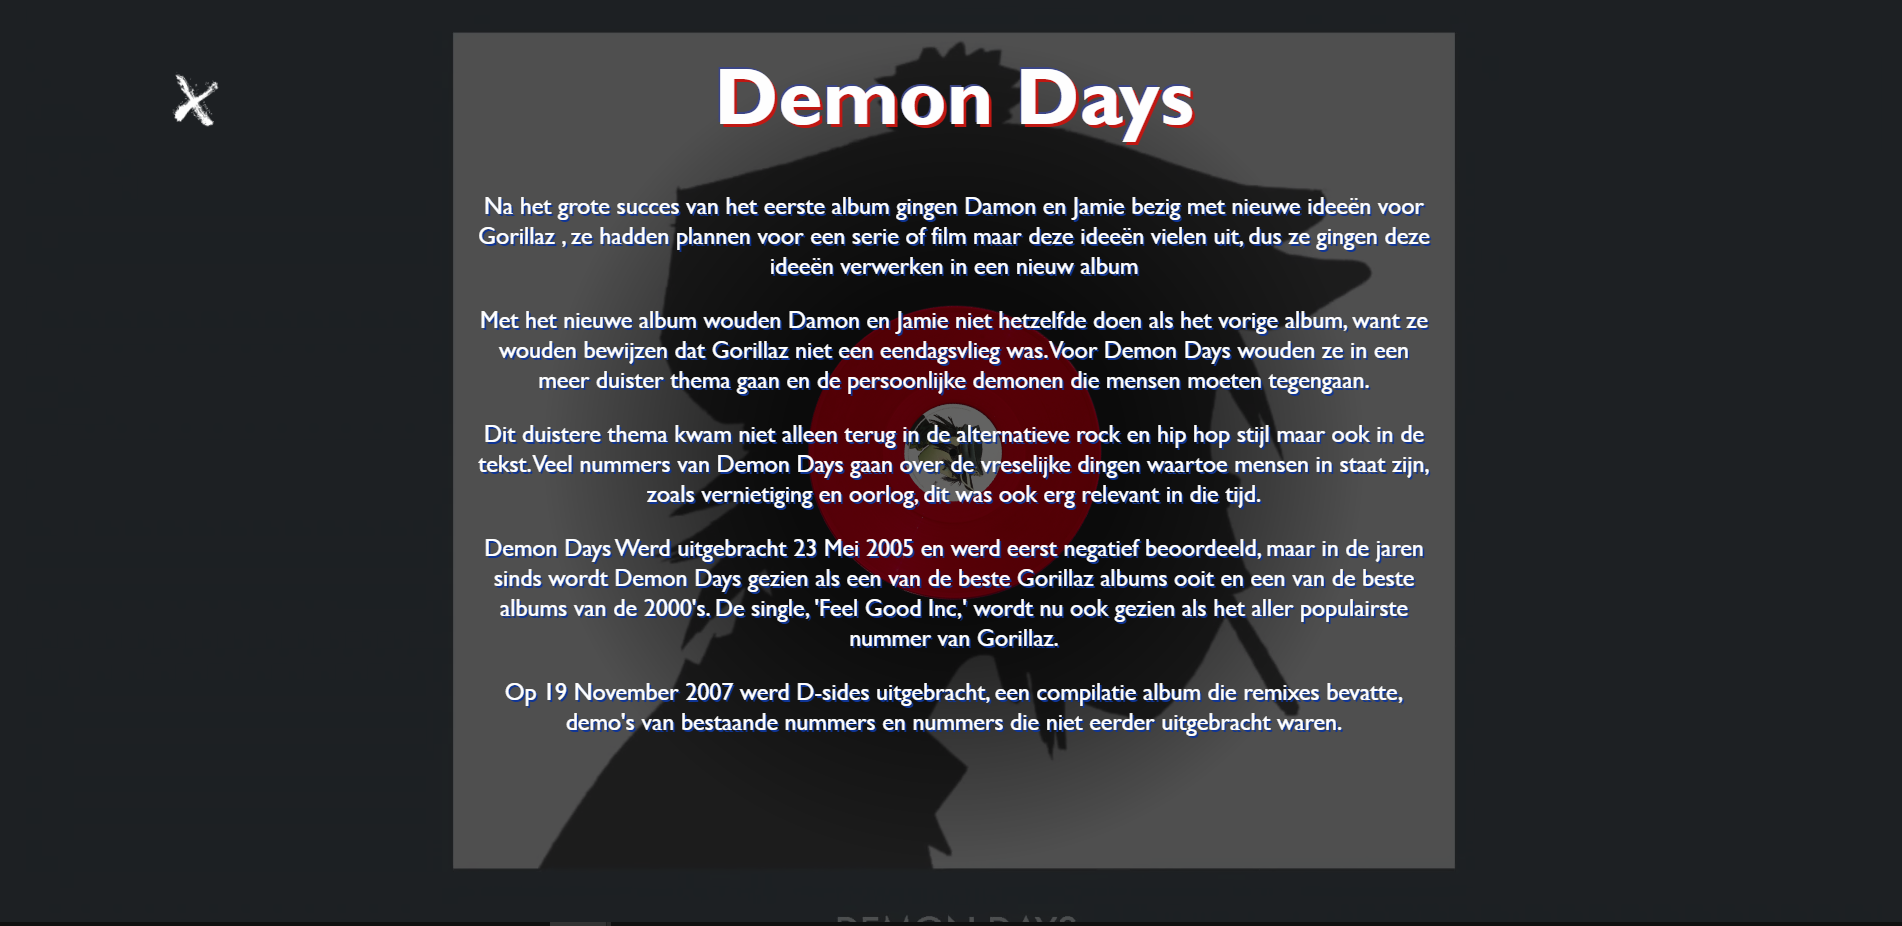 Demon Days
Na het grote succes van het eerste album gingen Damon en Jamie bezig met nieuwe ideeën voor
Gorillaz , ze hadden plannen voor een serie of film maar deze ideeën vielen uit, dus ze gingen deze
ideeën verwerken in een nieuw album
Met het nieuwe album wouden Damon en Jamie niet hetzelfde doen als het vorige album, want ze
wouden bewijzen dat Gorillaz niet een eendagsvlieg was. Voor Demon Days wouden ze in een
meer duister thema gaan en de persoonlijke demonen die mensen moeten tegengaan.
Dit duistere thema kwam niet alleen terug in de alternatieve rock en hip hop stijl maar ook in de
tekst. Veel nummers van Demon Days gaan over de vreselijke dingen waartoe mensen in staat zijn,
zoals vernietiging en oorlog, dit was ook erg relevant in die tijd.
Demon Days Werd uitgebracht 23 Mei 2005 en werd eerst negatief beoordeeld, maar in de jaren
sinds wordt Demon Days gezien als een van de beste Gorillaz albums ooit en een van de beste
albums van de 2000's. De single, 'Feel Good Inc,' wordt nu ook gezien als het aller populairste
nummer van Gorillaz.
Op 19 November 2007 werd D-sides uitgebracht, een compilatie album die remixes bevatte,
demo's van bestaande nummers en nummers die niet eerder uitgebracht waren.
DEMON DAYS